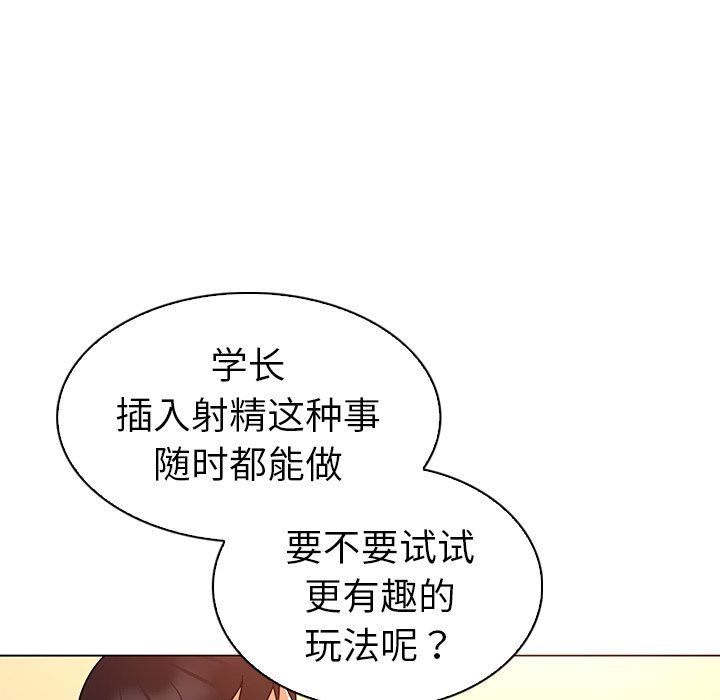 学长
插入射精这种事
随时都能做
要不要试试
更有趣的
玩法呢？